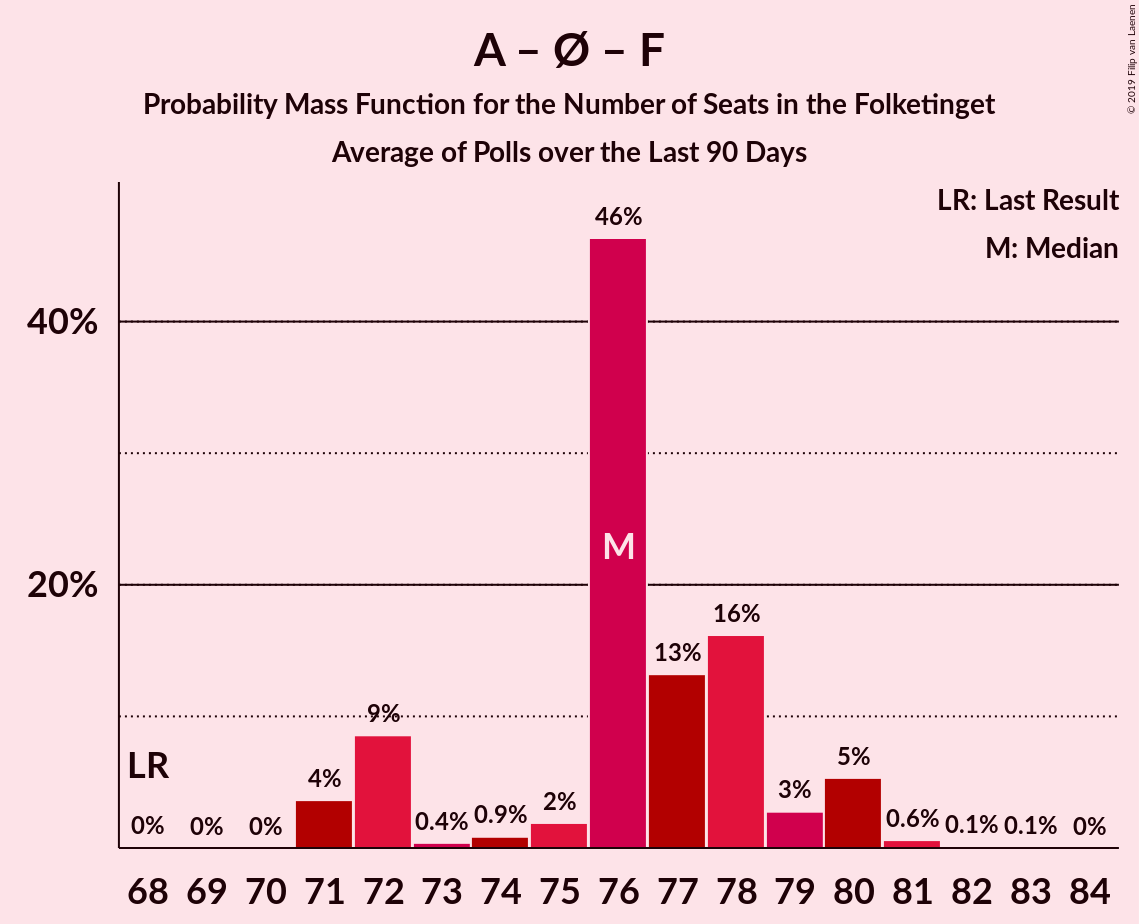 A – Ø – F
Probability Mass Function for the Number of Seats in the Folketinget
Average of Polls over the Last 90 Days
© 2019 Filip van Laenen
LR: Last Result
M: Median
46%
40%
M
20%
16%
13%
9%
LR
5%
4%
3%
2%
0% 0% 0% 0.4% 0.9% 0.6% 0.1% 0.1% 0%
68 69 70 71 72 73 74 75 76 77 78 79 80 81 82 83 84